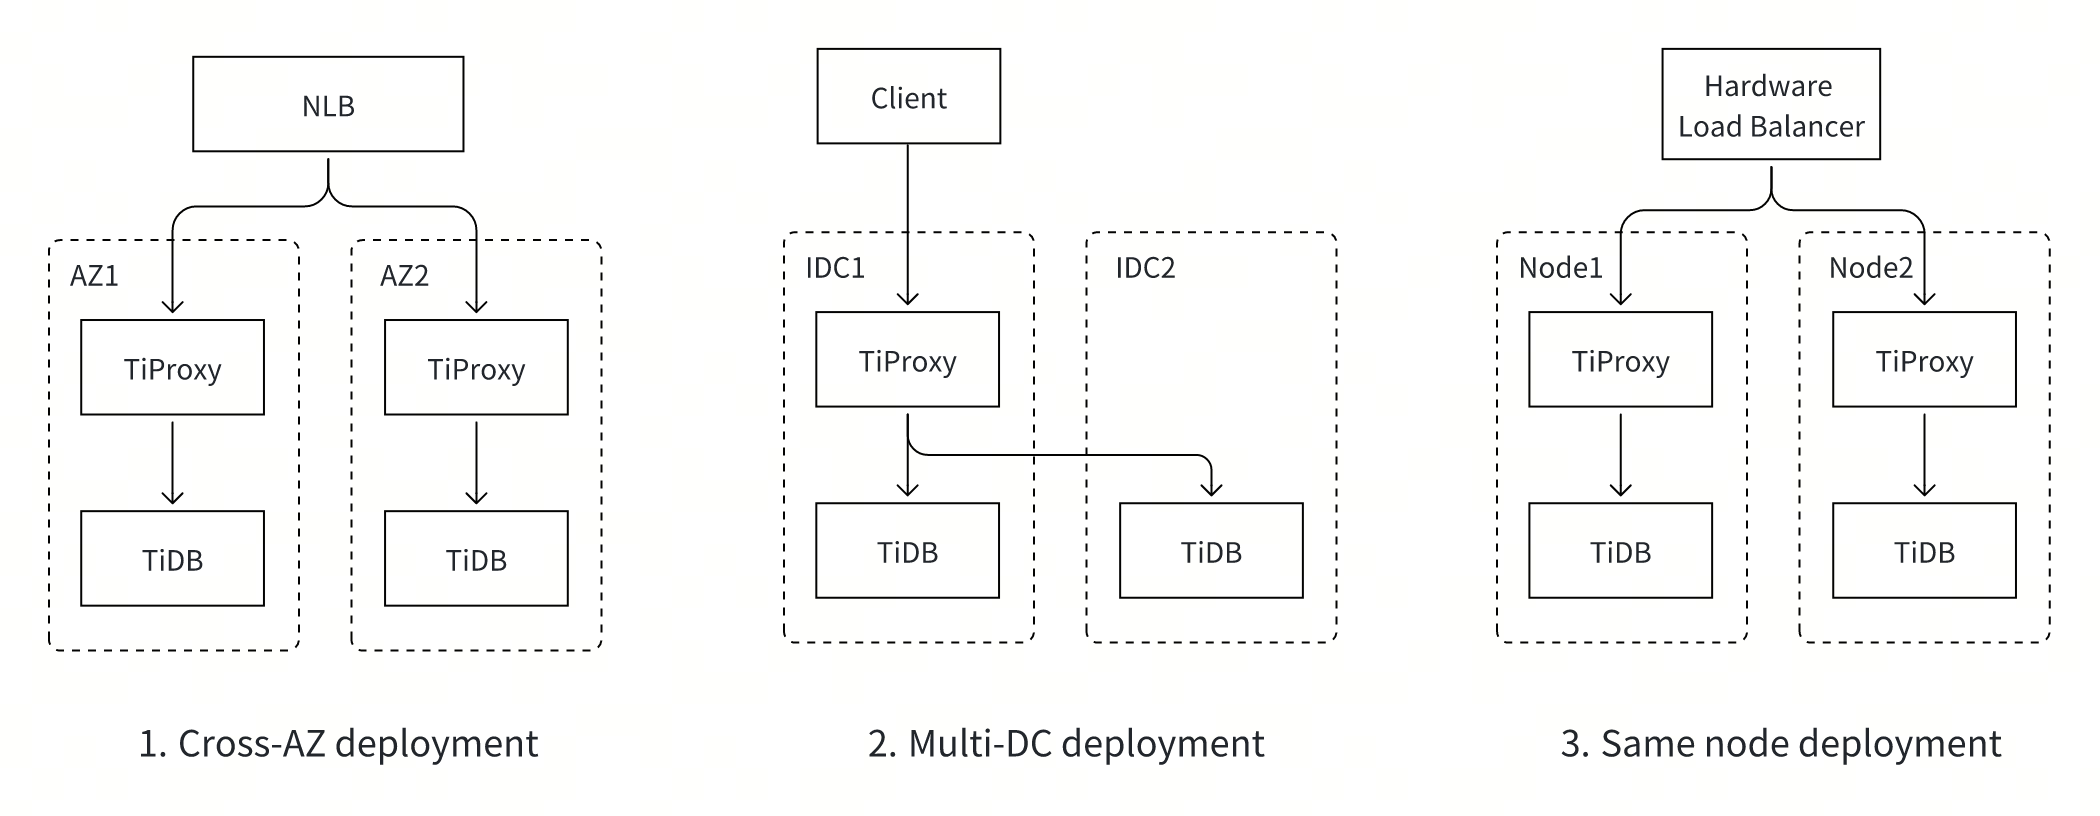 NLB
AZ1
AZ2
TiProxy
TiProxy
TiDB
TiDB
1. Cross-AZ deployment
Client
IDC1
IDC2
TiProxy
TiDB
TiDB
2. Multi-DC deployment
Hardware
Load Balancer
Node1
Node2
TiProxy
TiProxy
TiDB
TiDB
3. Same node deployment